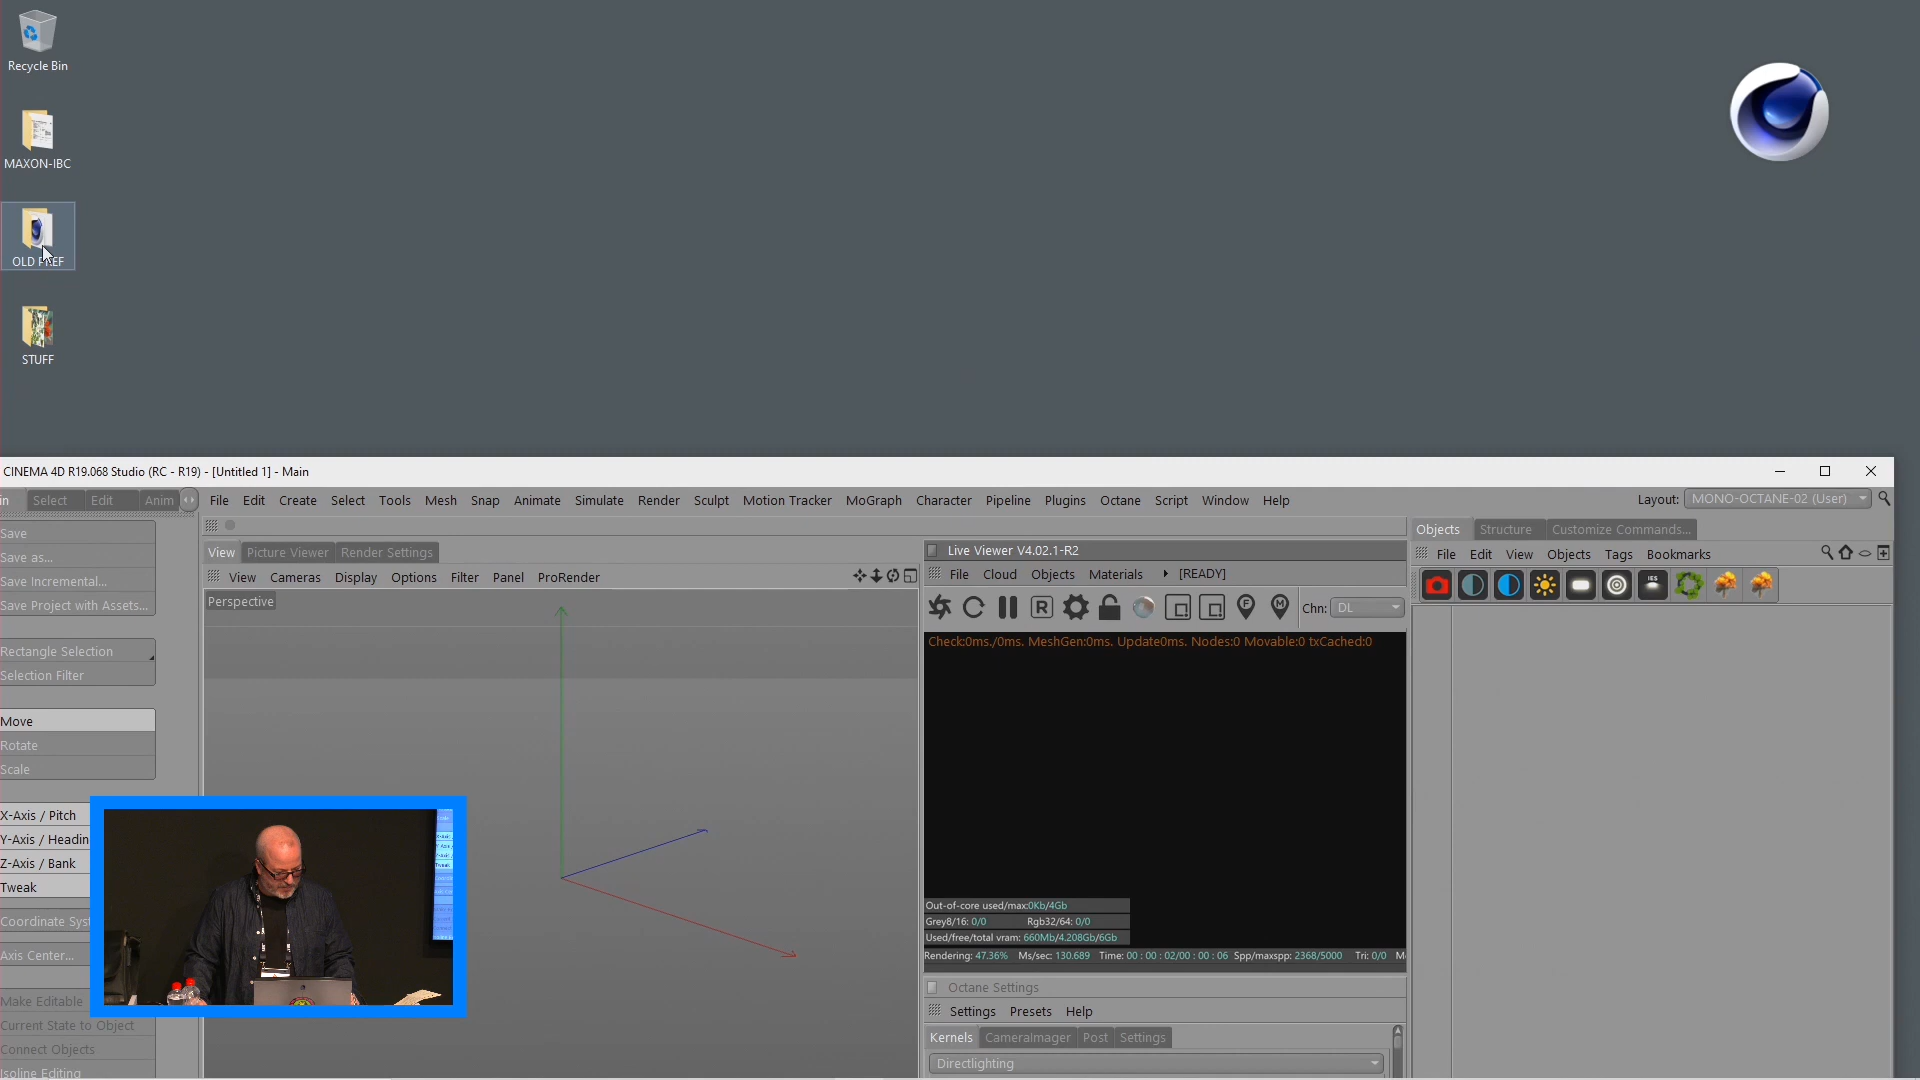 Recycle Bin
MAXON-IBC
OLD PREF
STUFF
CINEMA 4D R19.068 Studio (RC - R19) - [Untitled 1] - Main
in Select Edit Anim
File Edit Create Select Tools Mesh Snap Animate Simulate Render Sculpt Motion Tracker MoGraph Character Pipeline Plugins Octane Script Window Help
Layout: MONO-OCTANE-02 (User)
Save
Save as...
Save Incremental...
Save Project with Assets...
Rectangle Selection
Selection Filter
Move
Rotate
Scale
X-Axis / Pitch
Y-Axis / Headin
Z-Axis / Bank
Tweak
Coordinate Syst
Axis Center...
Make Editable
Current State to Object
Connect Objects
Isoline Editing
View Picture Viewer Render Settings
View Cameras Display Options Filter Panel ProRender
Perspective
Live Viewer V4.02.1-R2
File Cloud Objects Materials [READY]
R
F
M
Chn: DL
Check:0ms./0ms. MeshGen:0ms. Update0ms. Nodes:0 Movable:0 txCached:0
Out-of-core used/max:0Kb/4Gb
Grey8/16: 0/0 Rgb32/64: 0/0
Used/free/total vram: 660Mb/4.208Gb/6Gb
Rendering: 47.36% Ms/sec: 130.689 Time: 00 : 00 : 02/00 : 00 : 06 Spp/maxspp: 2368/5000 Tri: 0/0 M
Octane Settings
Settings Presets Help
Kernels CameraImager Post Settings
Directlighting
Objects Structure Customize Commands...
File Edit View Objects Tags Bookmarks
IES